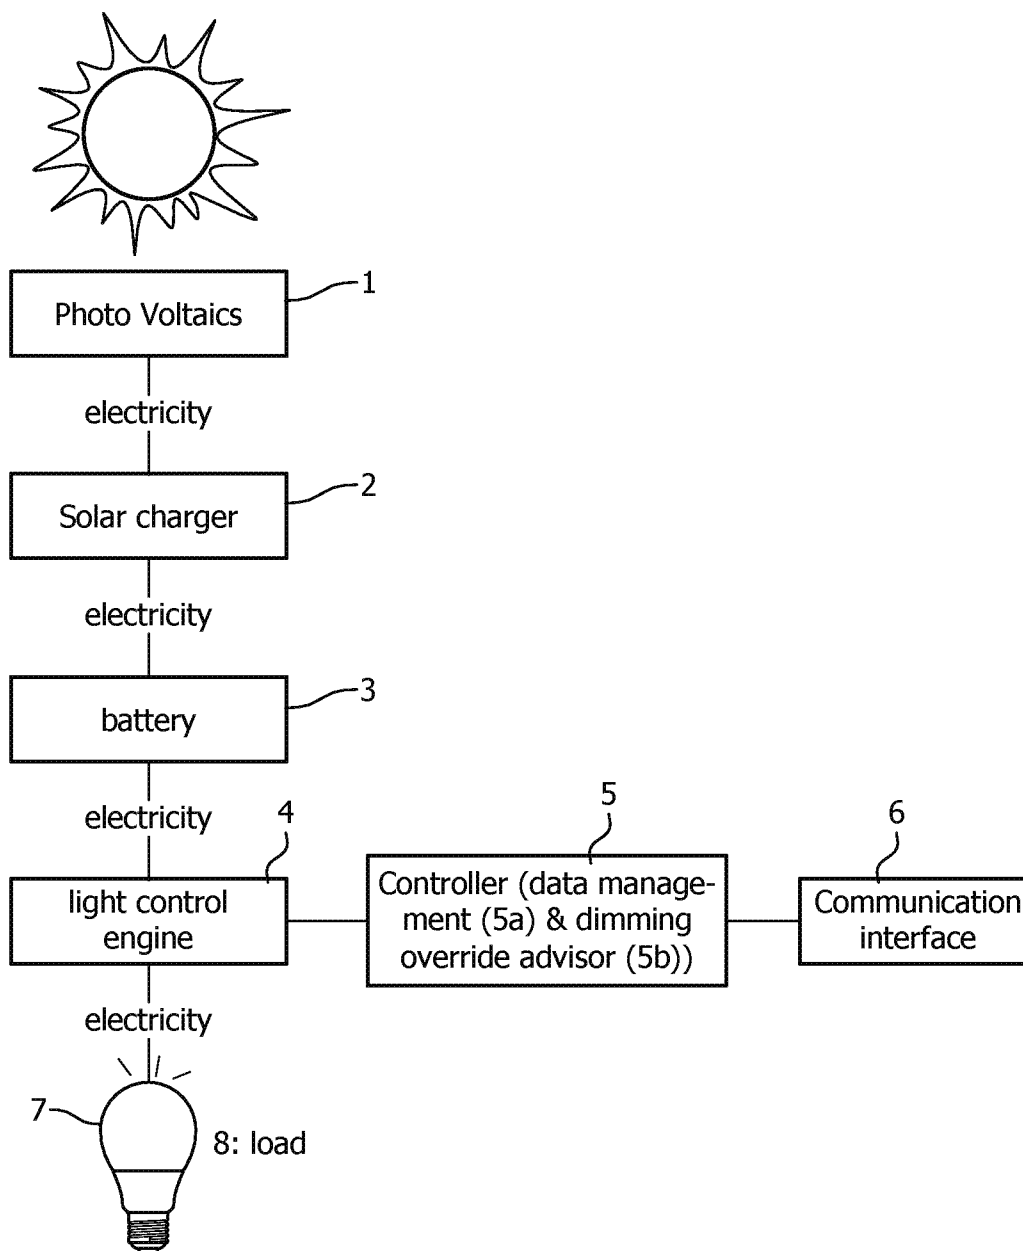 1
Photo Voltaics
electricity
2
Solar charger
electricity
3
battery
electricity
4
light control
engine
5
Controller (data manage-
ment (5a) & dimming
override advisor (5b))
6
Communication
interface
electricity
7
8: load